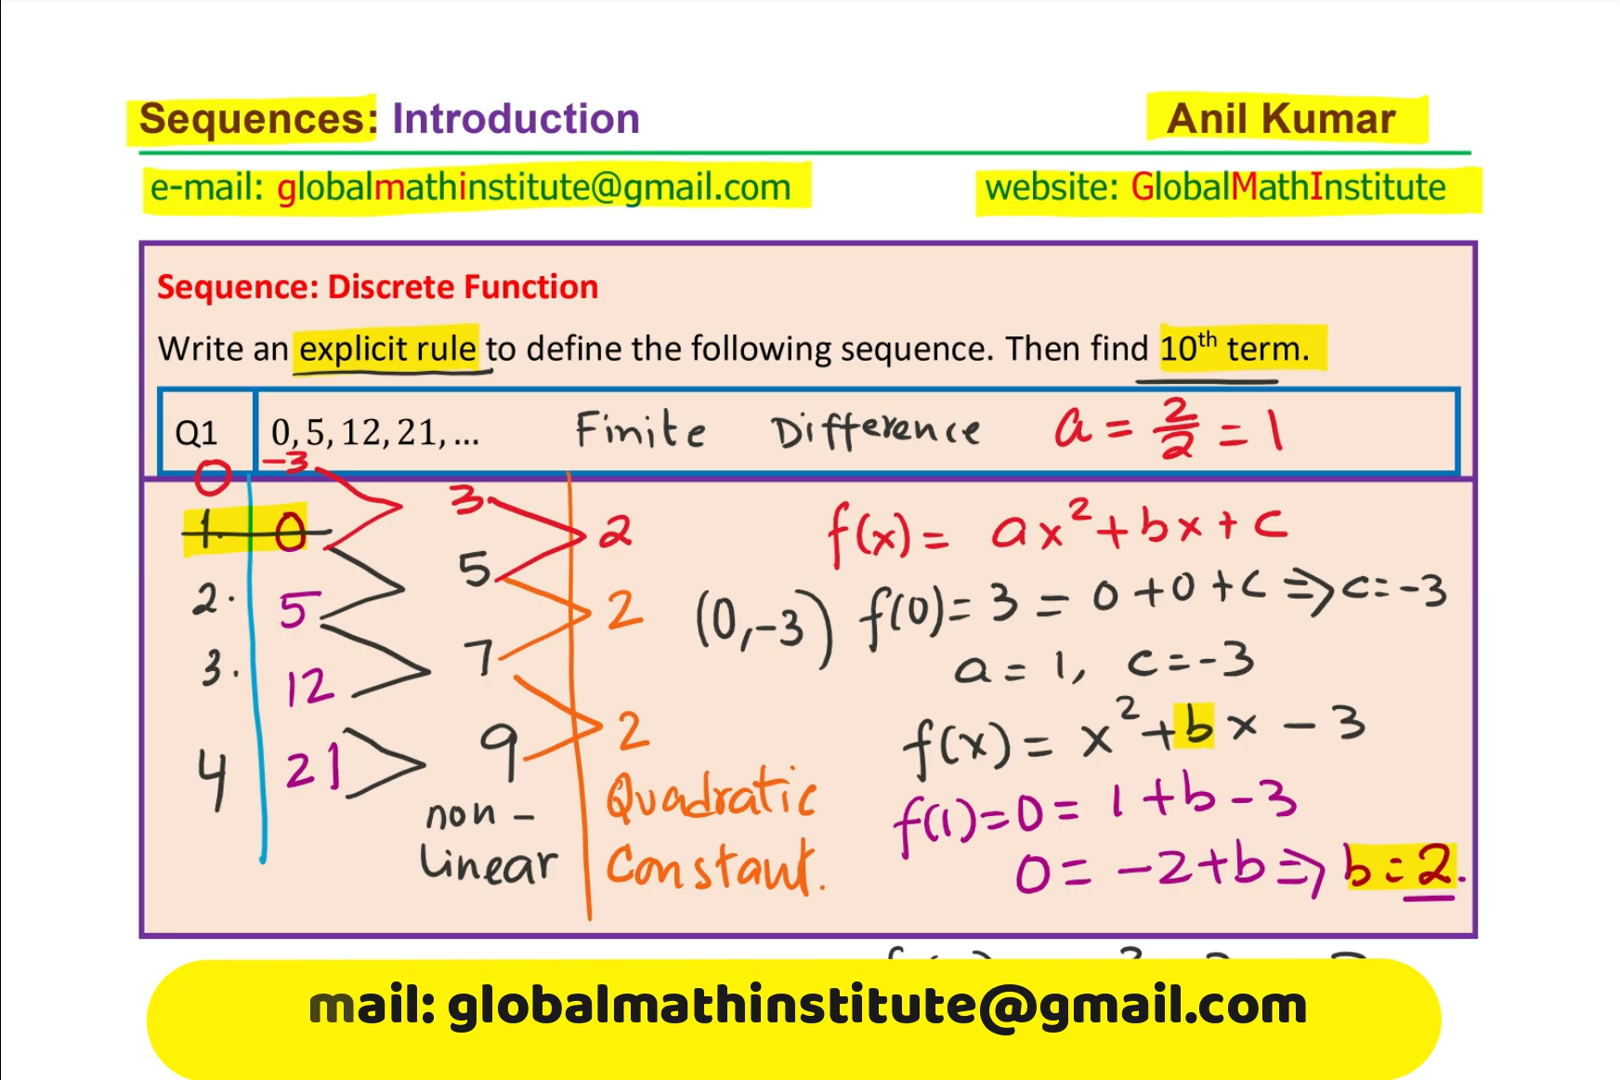 Sequences: Introduction Anil Kumar
e-mail: globalmathinstitute@gmail.com website: GlobalMathInstitute
Sequence: Discrete Function
Write an explicit rule to define the following sequence. Then find 10th term.
Q1 0, 5, 12, 21, ... Finite Difference a = 2/2 = 1
0 -3
1. 0 3 2 f(x) = ax²+bx+c
2. 5 5 2 (0,-3) f(0) = 3 = 0+0+c ⇒ c=-3
3. 12 7 a = 1, c = -3
4 21 9 2 f(x) = x²+bx-3
non-linear
Quadratic
Constant.
f(1)=0= 1+b-3
0= -2+b ⇒ b=2.
mail: globalmathinstitute@gmail.com